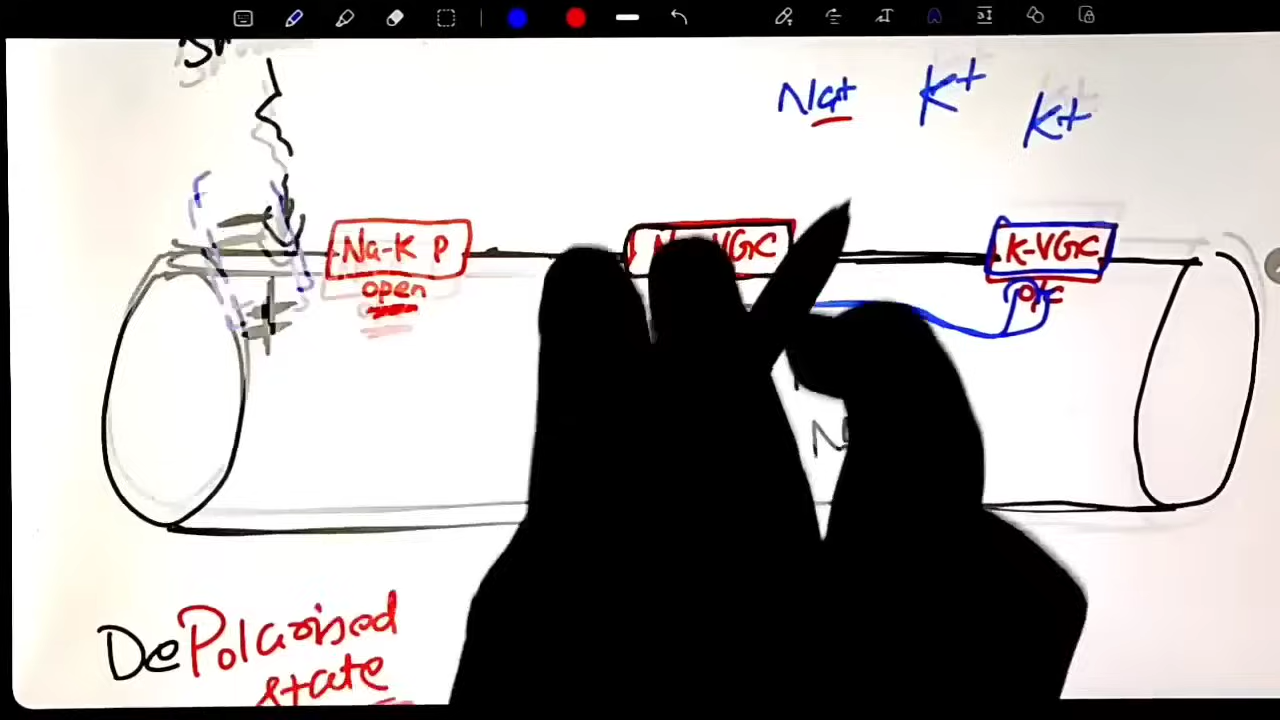 Na+ K+
K+
Na-K P VGC K-VGC
open o/c
DePolarised
state